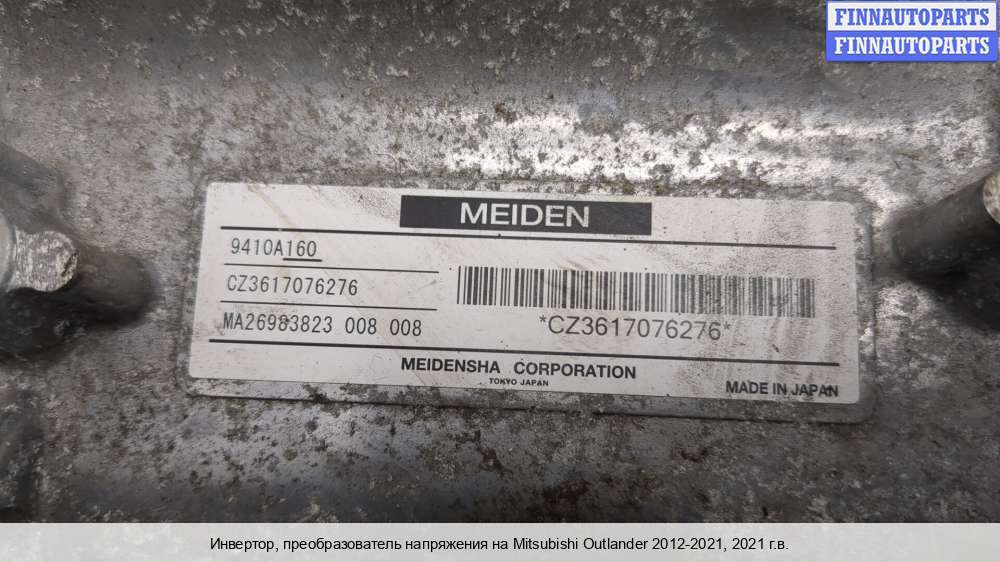 FINNAUTOPARTS
FINNAUTOPARTS
MEIDEN
9410A160
CZ3617076276
MA26983823 008 008
*CZ3617076276*
MEIDENSHA CORPORATION
TOKYO JAPAN
MADE IN JAPAN
Инвертор, преобразователь напряжения на Mitsubishi Outlander 2012-2021, 2021 г.в.